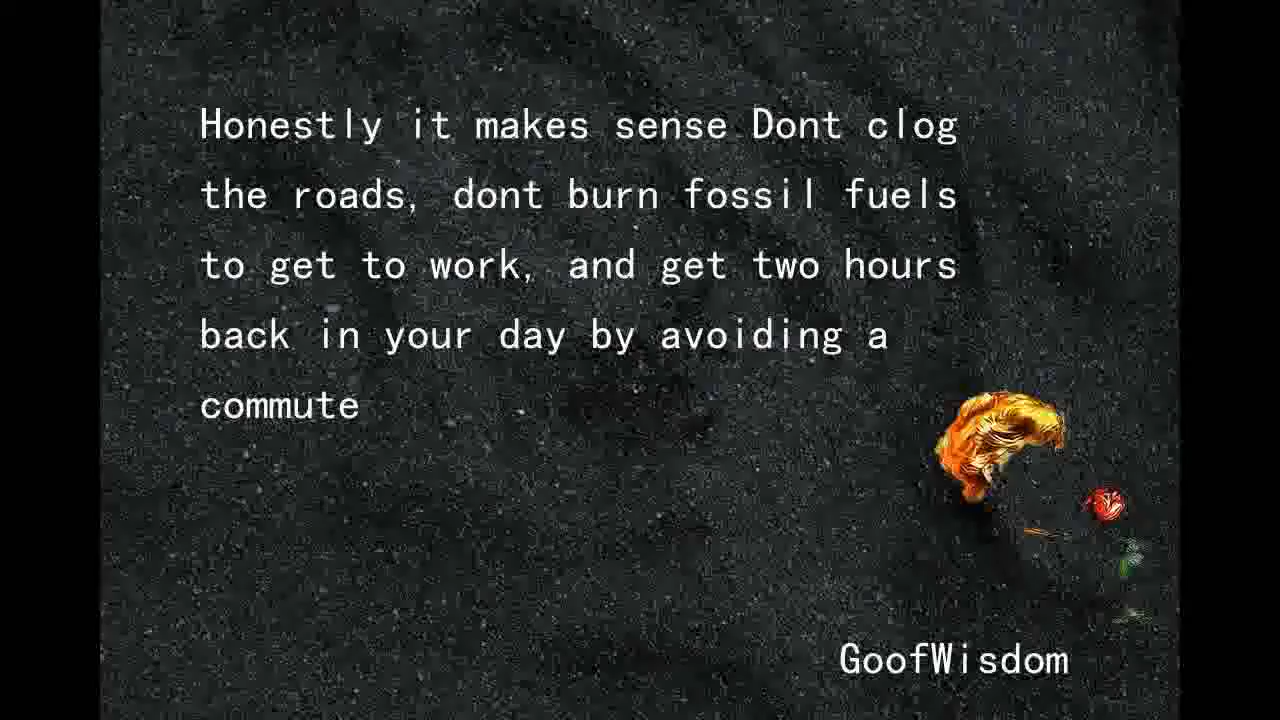 Honestly it makes sense Dont clog
the roads, dont burn fossil fuels
to get to work, and get two hours
back in your day by avoiding a
commute
GoofWisdom